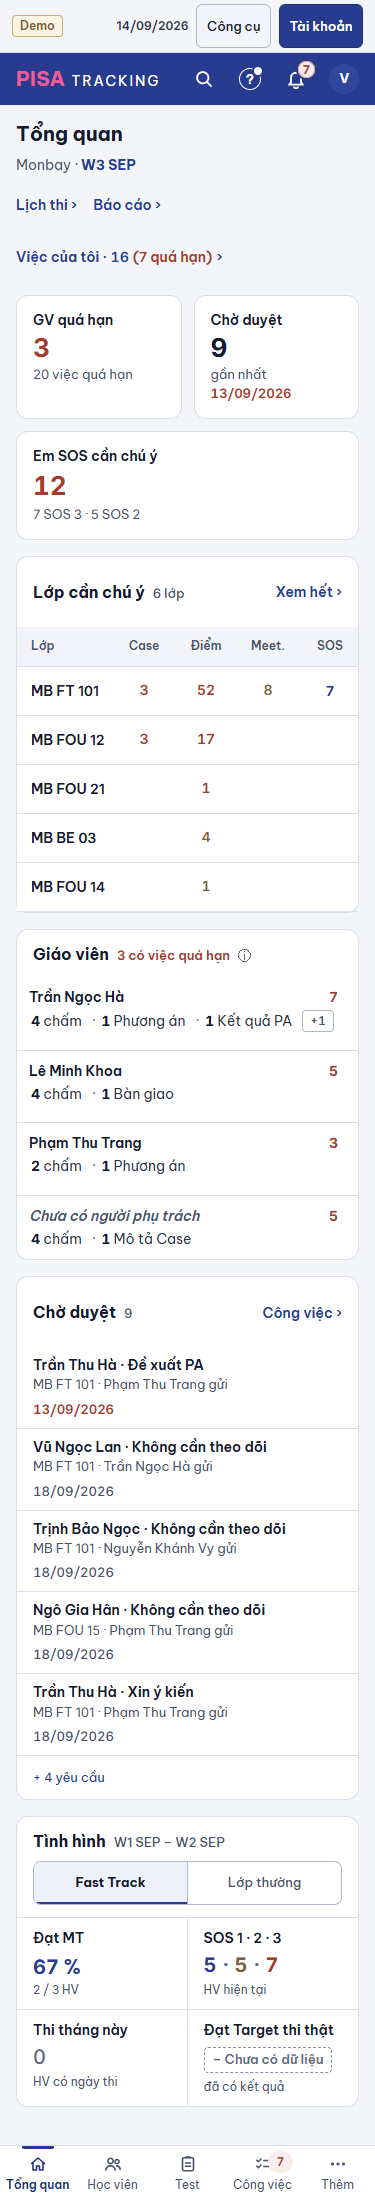 Demo 14/09/2026 Công cụ Tài khoản
PISA TRACKING ? 7 V
Tổng quan
Monbay · W3 SEP
Lịch thi › Báo cáo ›
Việc của tôi · 16 (7 quá hạn) ›
GV quá hạn
3
20 việc quá hạn
Chờ duyệt
9
gần nhất
13/09/2026
Em SOS cần chú ý
12
7 SOS 3 · 5 SOS 2
Lớp cần chú ý 6 lớp Xem hết ›
Lớp Case Điểm Meet. SOS
MB FT 101 3 52 8 7
MB FOU 12 3 17
MB FOU 21 1
MB BE 03 4
MB FOU 14 1
Giáo viên 3 có việc quá hạn ⓘ
Trần Ngọc Hà 7
4 chấm · 1 Phương án · 1 Kết quả PA +1
Lê Minh Khoa 5
4 chấm · 1 Bàn giao
Phạm Thu Trang 3
2 chấm · 1 Phương án
Chưa có người phụ trách 5
4 chấm · 1 Mô tả Case
Chờ duyệt 9 Công việc ›
Trần Thu Hà · Đề xuất PA
MB FT 101 · Phạm Thu Trang gửi
13/09/2026
Vũ Ngọc Lan · Không cần theo dõi
MB FT 101 · Trần Ngọc Hà gửi
18/09/2026
Trịnh Bảo Ngọc · Không cần theo dõi
MB FT 101 · Nguyễn Khánh Vy gửi
18/09/2026
Ngô Gia Hân · Không cần theo dõi
MB FOU 15 · Phạm Thu Trang gửi
18/09/2026
Trần Thu Hà · Xin ý kiến
MB FT 101 · Phạm Thu Trang gửi
18/09/2026
+ 4 yêu cầu
Tình hình W1 SEP – W2 SEP
Fast Track Lớp thường
Đạt MT
67 %
2 / 3 HV
SOS 1 · 2 · 3
5 · 5 · 7
HV hiện tại
Thi tháng này
0
HV có ngày thi
Đạt Target thi thật
– Chưa có dữ liệu
đã có kết quả
7
Tổng quan Học viên Test Công việc Thêm